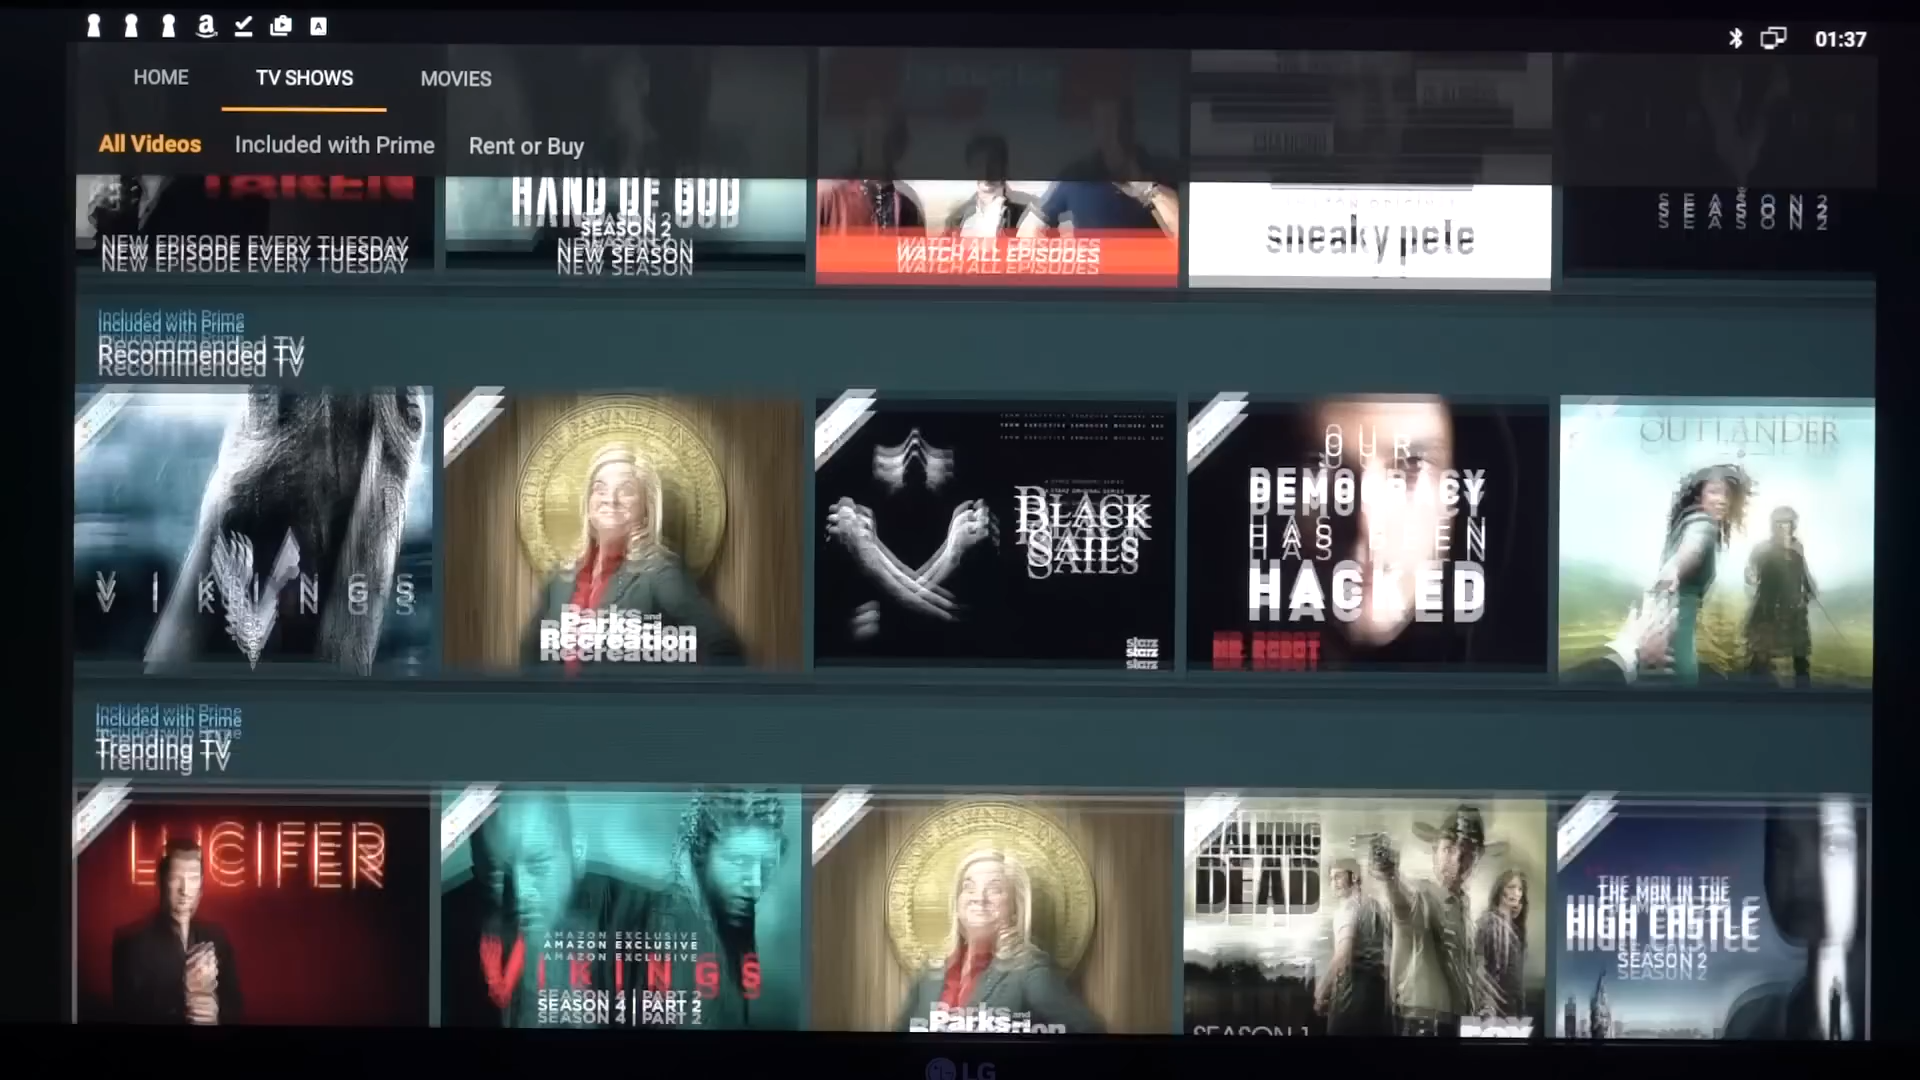 01:37
HOME TV SHOWS MOVIES
All Videos Included with Prime Rent or Buy
TAKEN
NEW EPISODE EVERY TUESDAY
HAND OF GOD
SEASON 2
NEW SEASON
WATCH ALL EPISODES
sneaky pete
SEASON 2
Included with Prime
Recommended TV
VIKINGS
Parks and
Recreation
BLACK
SAILS
starz
OUR
DEMOCRACY
HAS BEEN
HACKED
MR. ROBOT
OUTLANDER
Included with Prime
Trending TV
LUCIFER
AMAZON EXCLUSIVE
VIKINGS
SEASON 4 | PART 2
Parks and
Recreation
WALKING
DEAD
SEASON 1
FOX
THE MAN IN THE
HIGH CASTLE
SEASON 2
LG